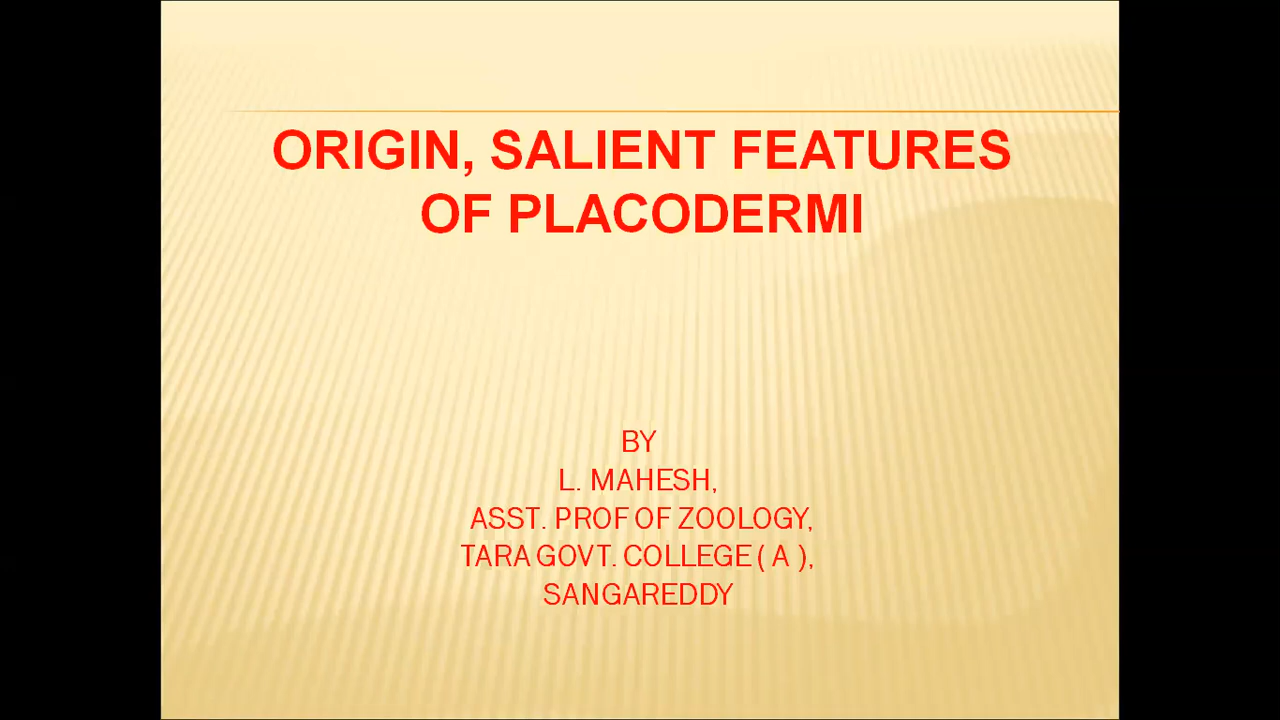 ORIGIN, SALIENT FEATURES
OF PLACODERMI
BY
L. MAHESH,
ASST. PROF OF ZOOLOGY,
TARA GOVT. COLLEGE ( A ),
SANGAREDDY